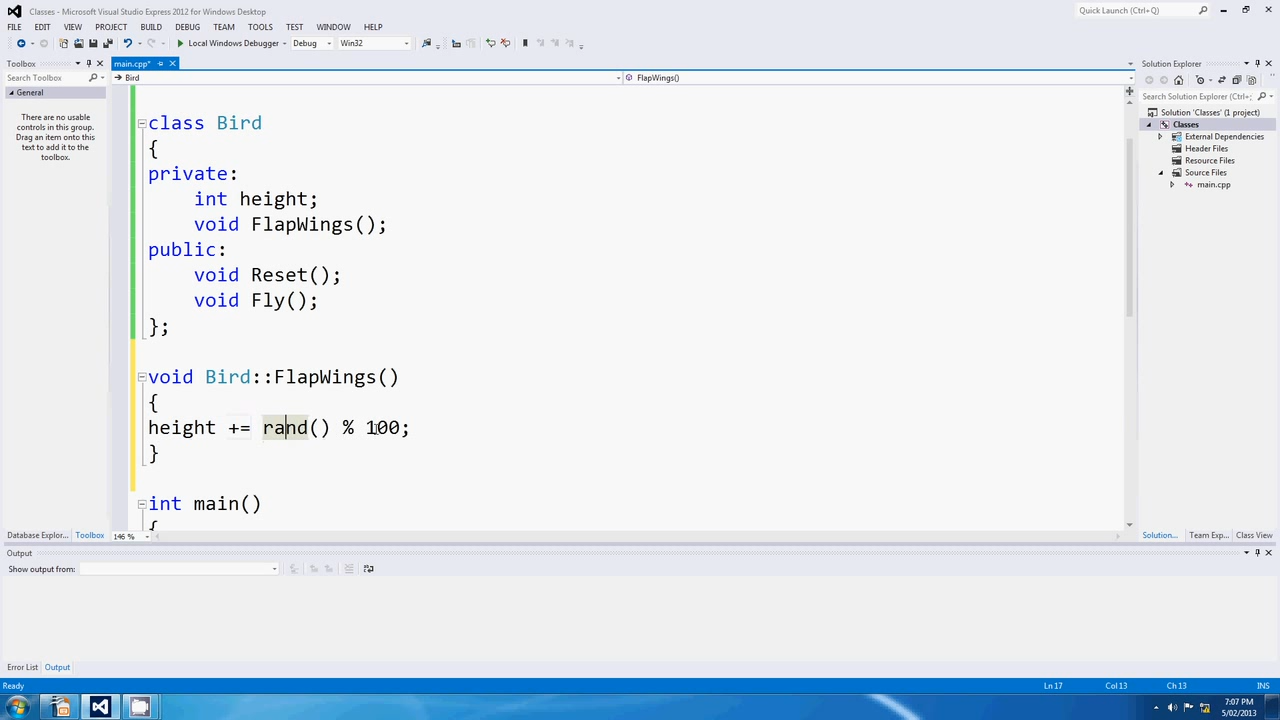 Classes - Microsoft Visual Studio Express 2012 for Windows Desktop
Quick Launch (Ctrl+Q)
FILE EDIT VIEW PROJECT BUILD DEBUG TEAM TOOLS TEST WINDOW HELP
Local Windows Debugger Debug Win32
Toolbox
Search Toolbox
General
There are no usable
controls in this group.
Drag an item onto this
text to add it to the
toolbox.
main.cpp*
Bird
FlapWings()
class Bird
{
private:
int height;
void FlapWings();
public:
void Reset();
void Fly();
};
void Bird::FlapWings()
{
height += rand() % 100;
}
int main()
{
146 %
Solution Explorer
Search Solution Explorer (Ctrl+;
Solution 'Classes' (1 project)
Classes
External Dependencies
Header Files
Resource Files
Source Files
main.cpp
Database Explor... Toolbox
Solution... Team Exp... Class View
Output
Show output from:
Error List Output
Ready
Ln 17 Col 13 Ch 13 INS
7:07 PM
5/02/2013